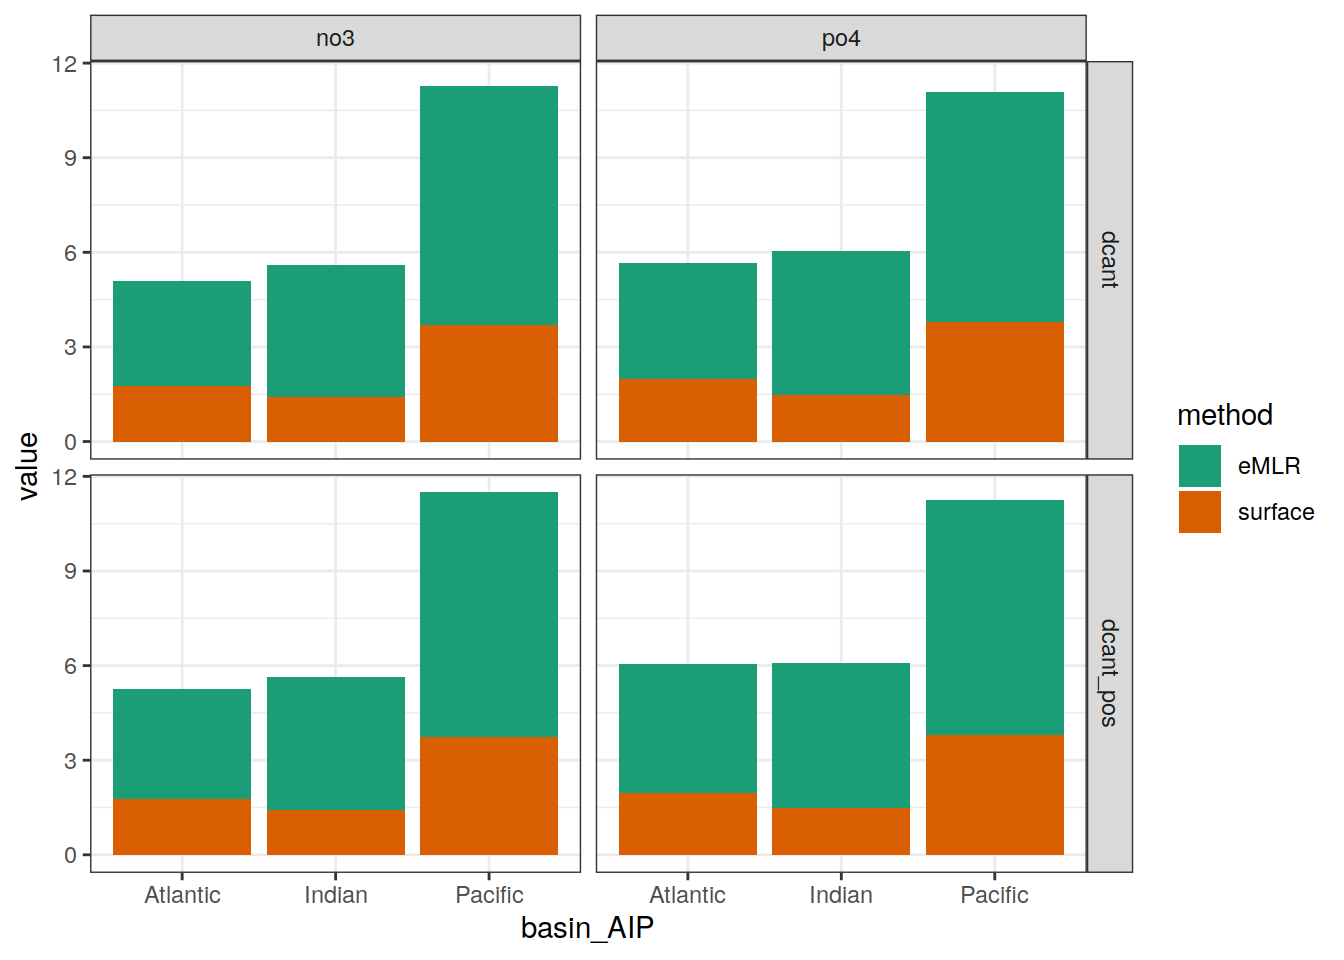 no3
po4
12
9
6
3
0
dcant
12
9
6
3
0
dcant_pos
value
Atlantic
Indian
Pacific
Atlantic
Indian
Pacific
basin_AIP
method
eMLR
surface